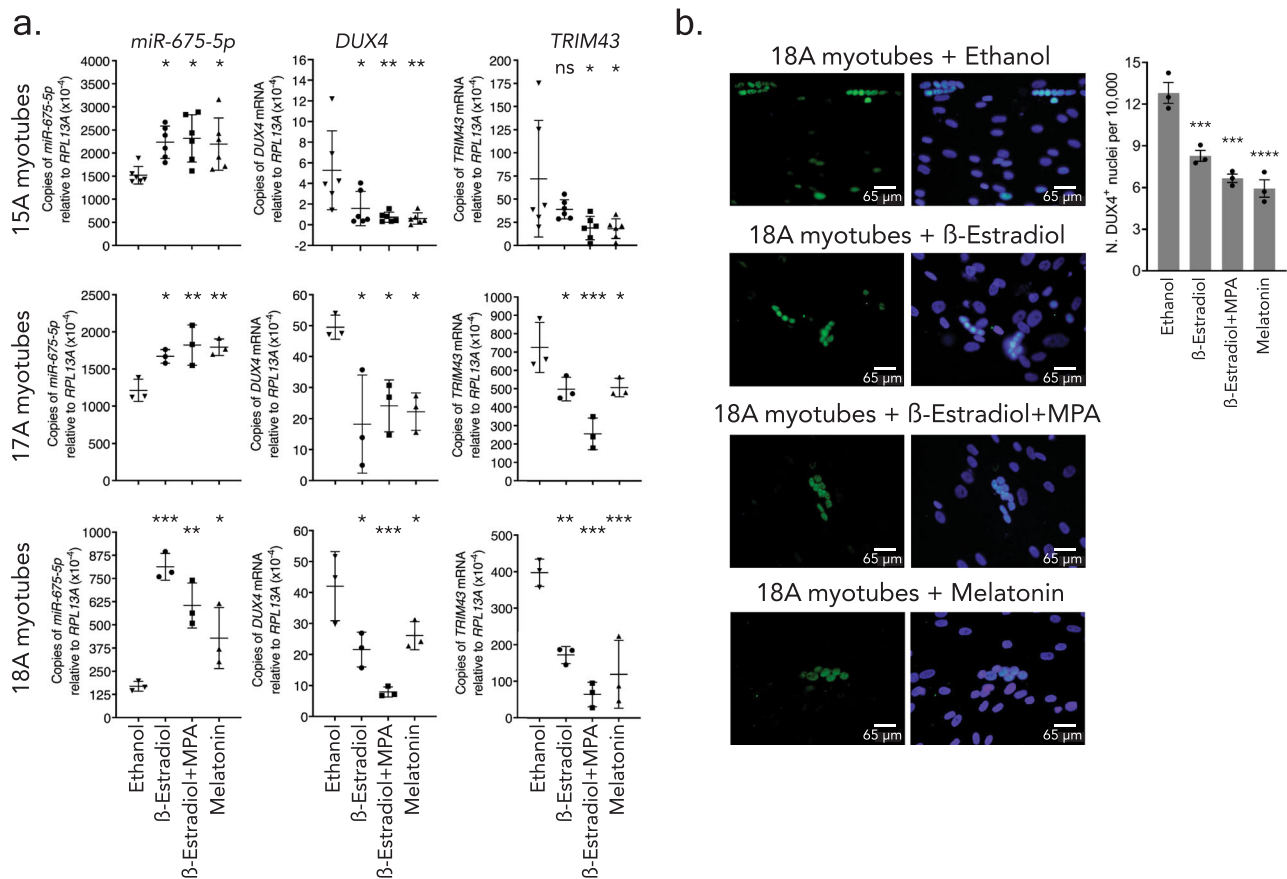 a.
miR-675-5p
DUX4
TRIM43
15A myotubes
Copies of miR-675-5p
relative to RPL13A (x10⁻⁴)
4000
3500
3000
2500
2000
1500
1000
500
0
* * *
Copies of DUX4 mRNA
relative to RPL13A (x10⁻⁴)
16
14
12
10
8
6
4
2
0
-2
* ** **
Copies of TRIM43 mRNA
relative to RPL13A (x10⁻⁴)
200
175
150
125
100
75
50
25
0
ns * *
17A myotubes
Copies of miR-675-5p
relative to RPL13A (x10⁻⁴)
2500
2000
1500
1000
500
0
* ** **
Copies of DUX4 mRNA
relative to RPL13A (x10⁻⁴)
60
50
40
30
20
10
0
* * *
Copies of TRIM43 mRNA
relative to RPL13A (x10⁻⁴)
1000
900
800
700
600
500
400
300
200
100
0
* *** *
18A myotubes
Copies of miR-675-5p
relative to RPL13A (x10⁻⁴)
1000
875
750
625
500
375
250
125
0
*** ** *
Copies of DUX4 mRNA
relative to RPL13A (x10⁻⁴)
60
50
40
30
20
10
0
* *** *
Copies of TRIM43 mRNA
relative to RPL13A (x10⁻⁴)
500
400
200
100
0
** *** ***
Ethanol
ß-Estradiol
ß-Estradiol+MPA
Melatonin
Ethanol
ß-Estradiol
ß-Estradiol+MPA
Melatonin
Ethanol
ß-Estradiol
ß-Estradiol+MPA
Melatonin
b.
18A myotubes + Ethanol
65 µm
65 µm
18A myotubes + ß-Estradiol
65 µm
65 µm
18A myotubes + ß-Estradiol+MPA
65 µm
65 µm
18A myotubes + Melatonin
65 µm
65 µm
N. DUX4⁺ nuclei per 10,000
15
12
9
6
3
0
*** *** ****
Ethanol
ß-Estradiol
ß-Estradiol+MPA
Melatonin